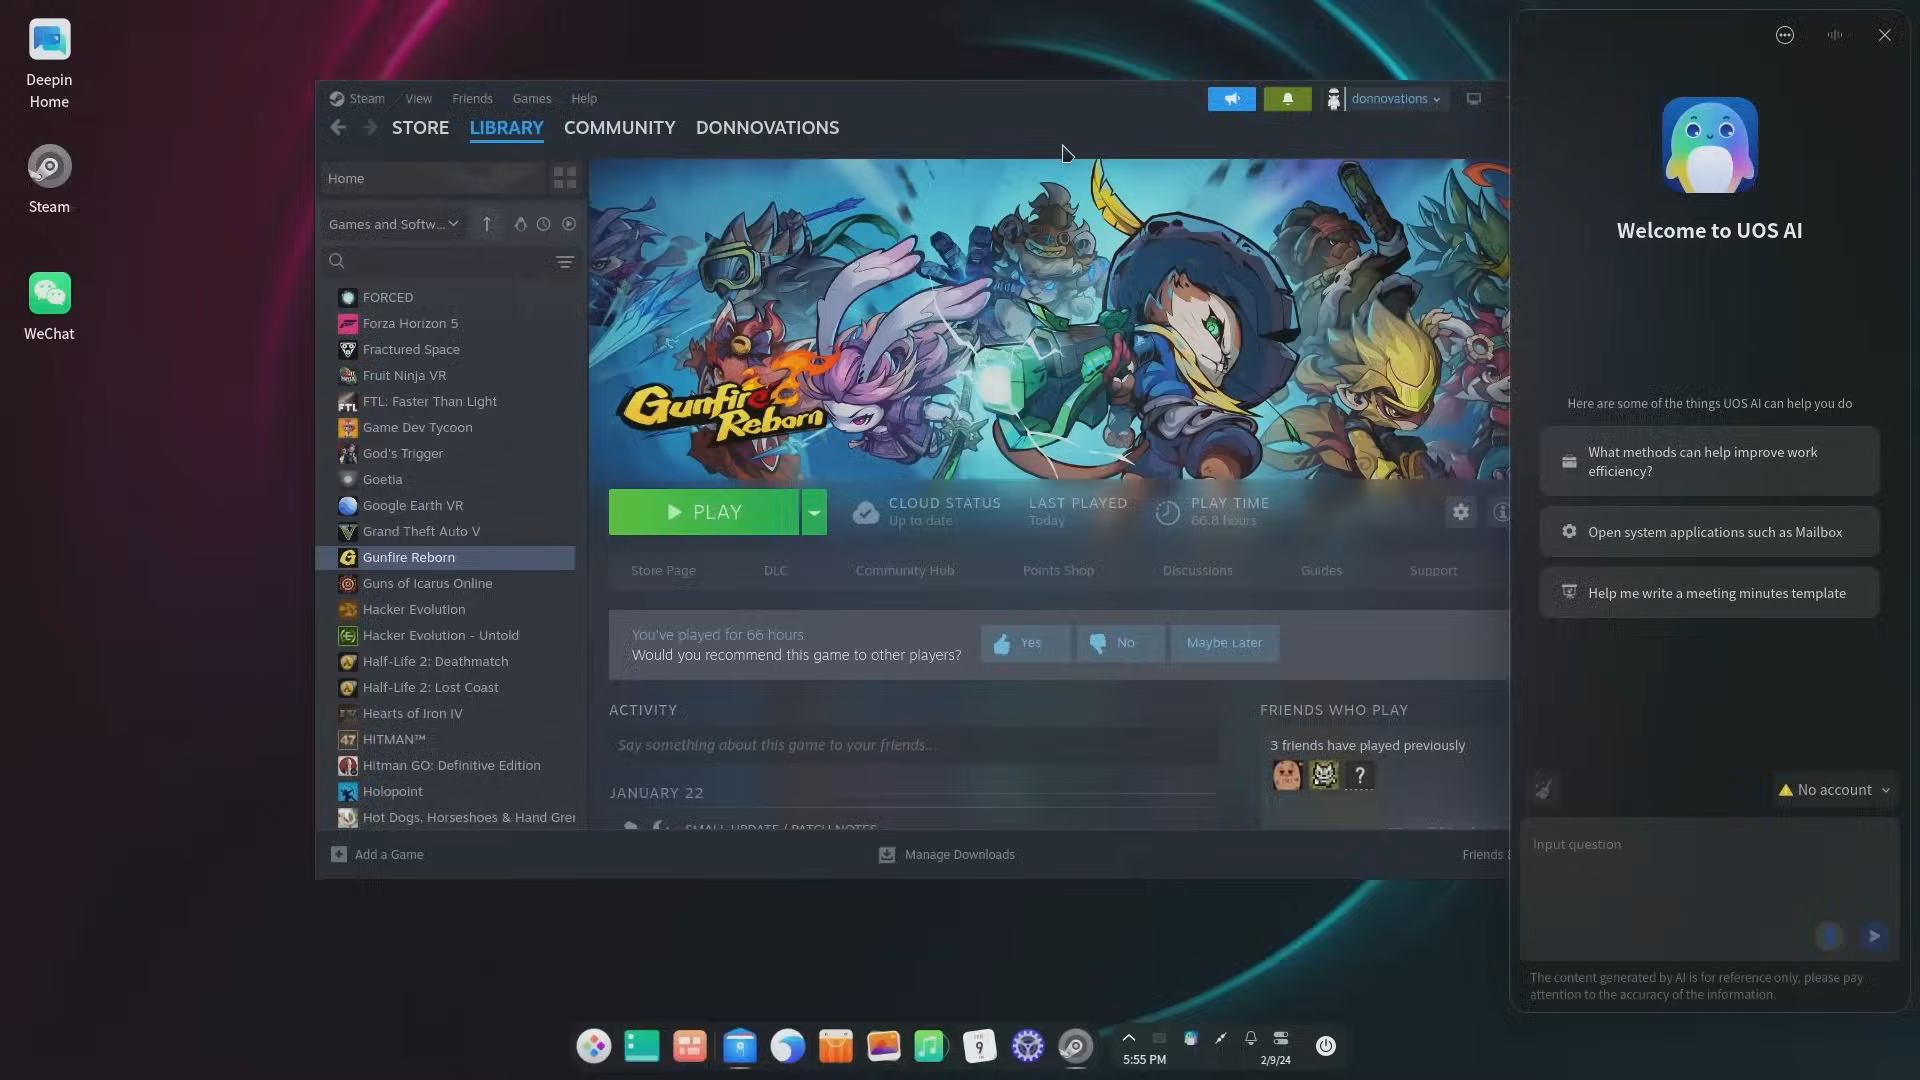 Deepin
Home
Steam
WeChat
Steam View Friends Games Help
donnovations
STORE LIBRARY COMMUNITY DONNOVATIONS
Home
Games and Softw...
FORCED
Forza Horizon 5
Fractured Space
Fruit Ninja VR
FTL: Faster Than Light
Game Dev Tycoon
God's Trigger
Goetia
Google Earth VR
Grand Theft Auto V
Gunfire Reborn
Guns of Icarus Online
Hacker Evolution
Hacker Evolution - Untold
Half-Life 2: Deathmatch
Half-Life 2: Lost Coast
Hearts of Iron IV
HITMAN™
Hitman GO: Definitive Edition
Holopoint
Hot Dogs, Horseshoes & Hand Grer
Gunfire
Reborn
PLAY
CLOUD STATUS
Up to date
LAST PLAYED
Today
PLAY TIME
66.8 hours
Store Page DLC Community Hub Points Shop Discussions Guides Support
You've played for 66 hours
Would you recommend this game to other players?
Yes No Maybe Later
ACTIVITY
Say something about this game to your friends...
JANUARY 22
SMALL UPDATE / PATCH NOTES
FRIENDS WHO PLAY
3 friends have played previously
?
Add a Game
Manage Downloads
Friends &
Welcome to UOS AI
Here are some of the things UOS AI can help you do
What methods can help improve work
efficiency?
Open system applications such as Mailbox
Help me write a meeting minutes template
No account
Input question
The content generated by AI is for reference only, please pay
attention to the accuracy of the information.
9
5:55 PM
2/9/24